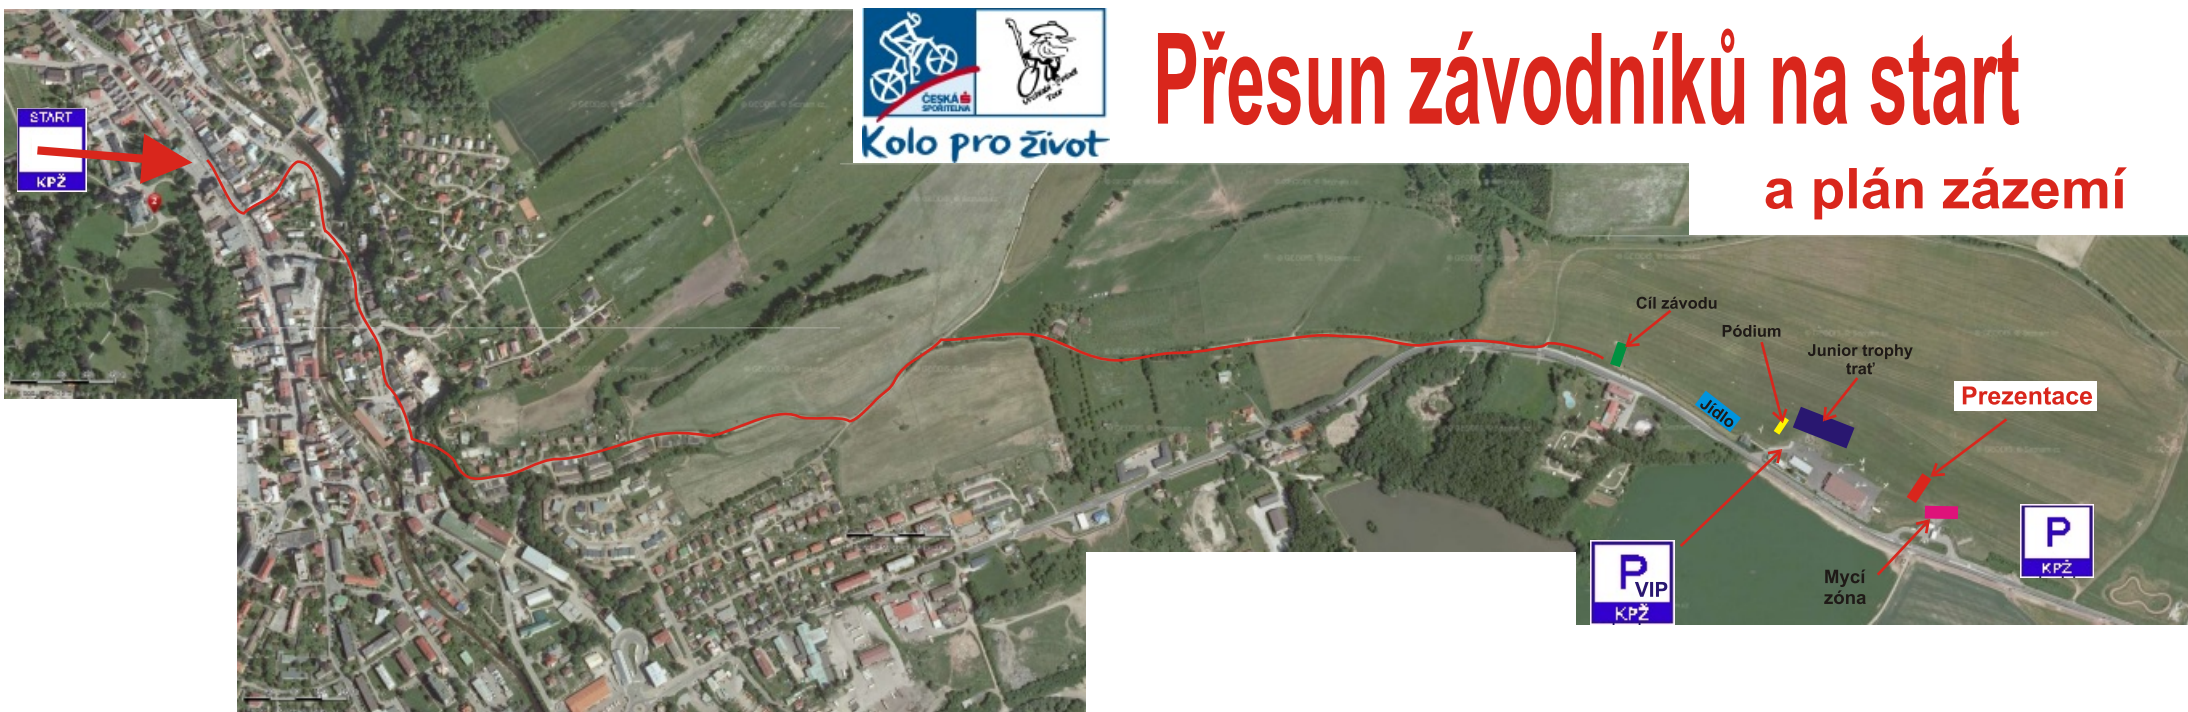 START
KPŽ
2
ČESKÁ
SPOŘITELNA
Kolo pro život
Přesun závodníků na start
a plán zázemí
Cíl závodu
Pódium
Junior trophy
trať
Prezentace
Jídlo
P
VIP
KPŽ
Mycí
zóna
P
KPŽ